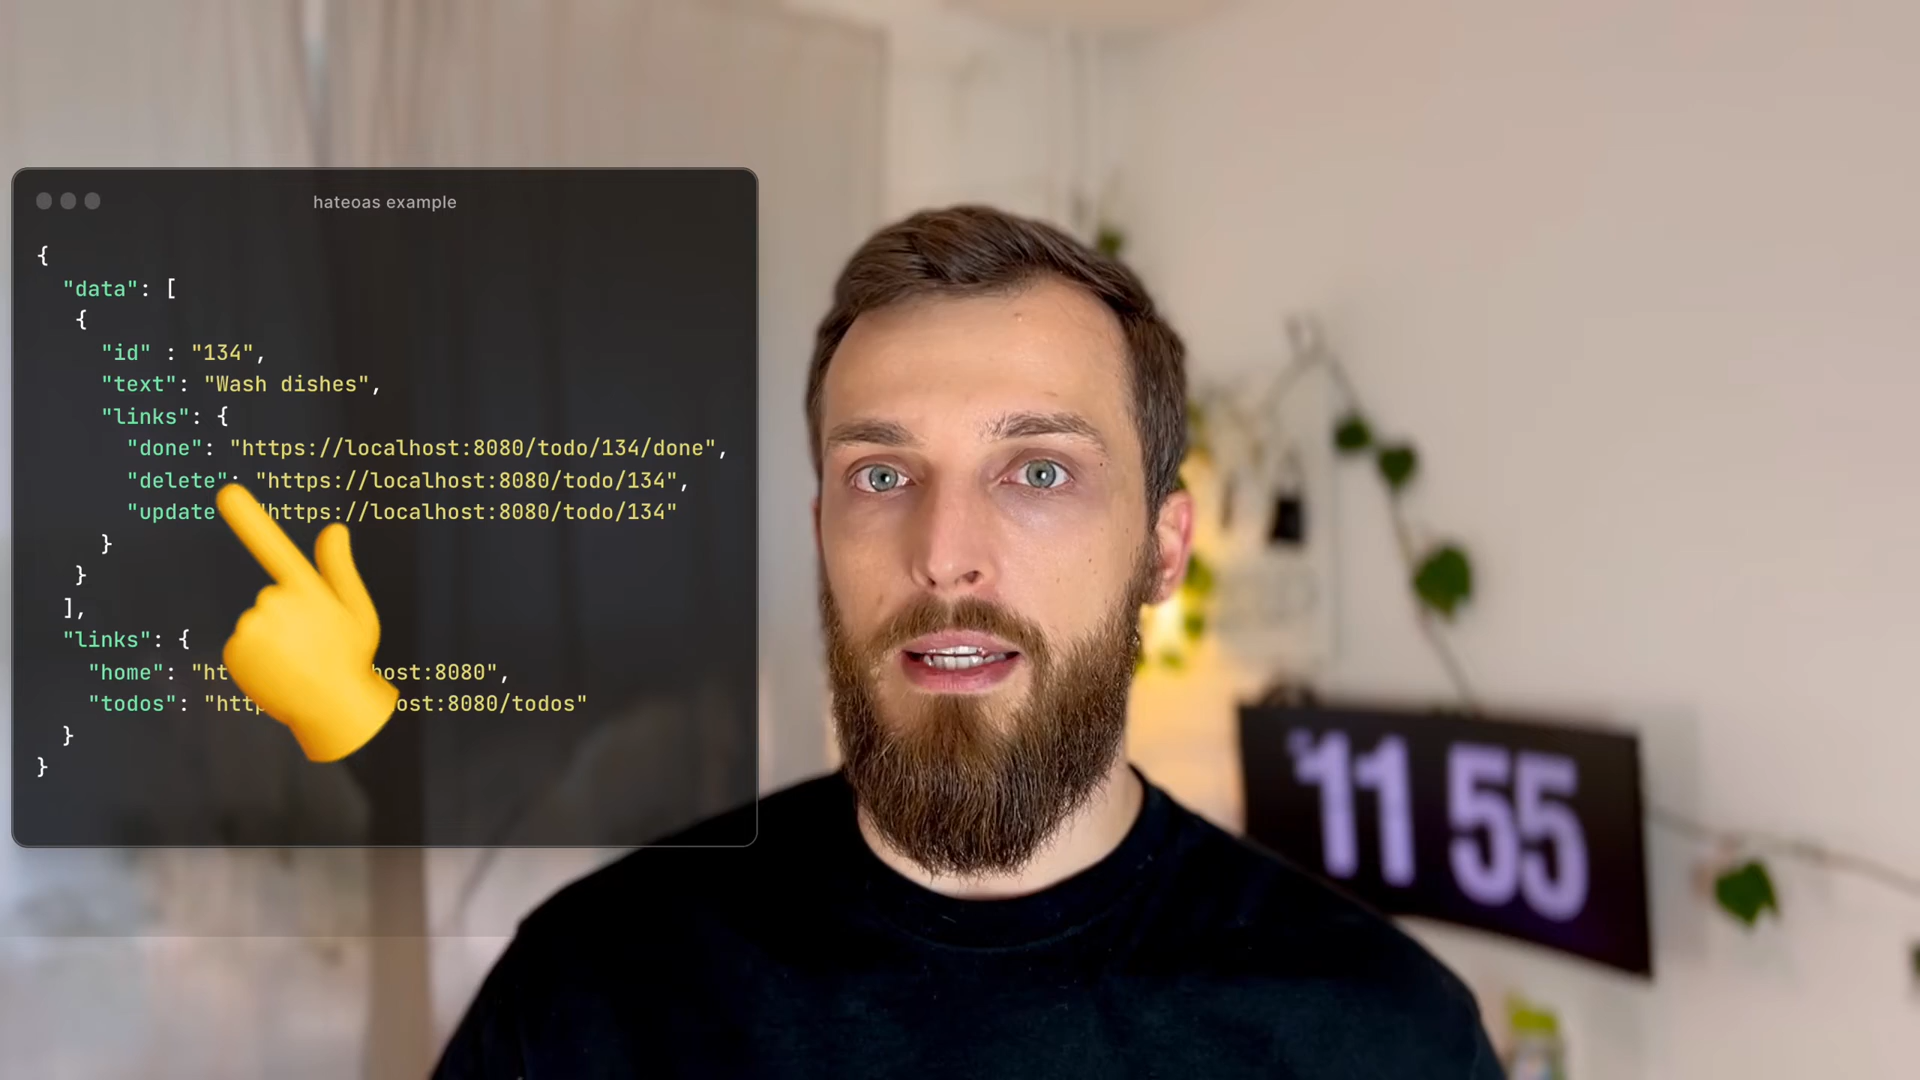 hateoas example
{
"data": [
{
"id" : "134",
"text": "Wash dishes",
"links": {
"done": "https://localhost:8080/todo/134/done",
"delete": "https://localhost:8080/todo/134",
"update "https://localhost:8080/todo/134"
}
}
],
"links": {
"home": "ht host:8080",
"todos": "http ost:8080/todos"
}
}
11 55